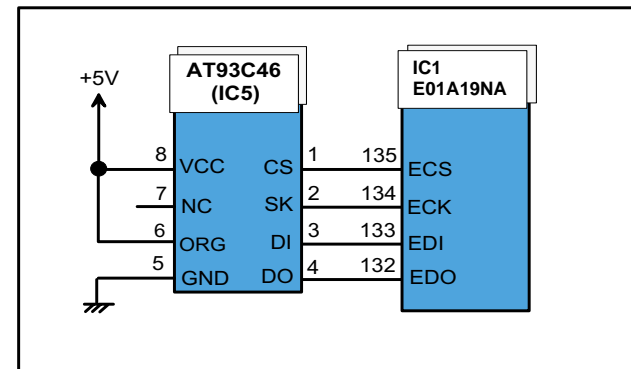 +5V
AT93C46
(IC5)
IC1
E01A19NA
8 VCC CS 1 135 ECS
7 NC SK 2 134 ECK
6 ORG DI 3 133 EDI
5 GND DO 4 132 EDO